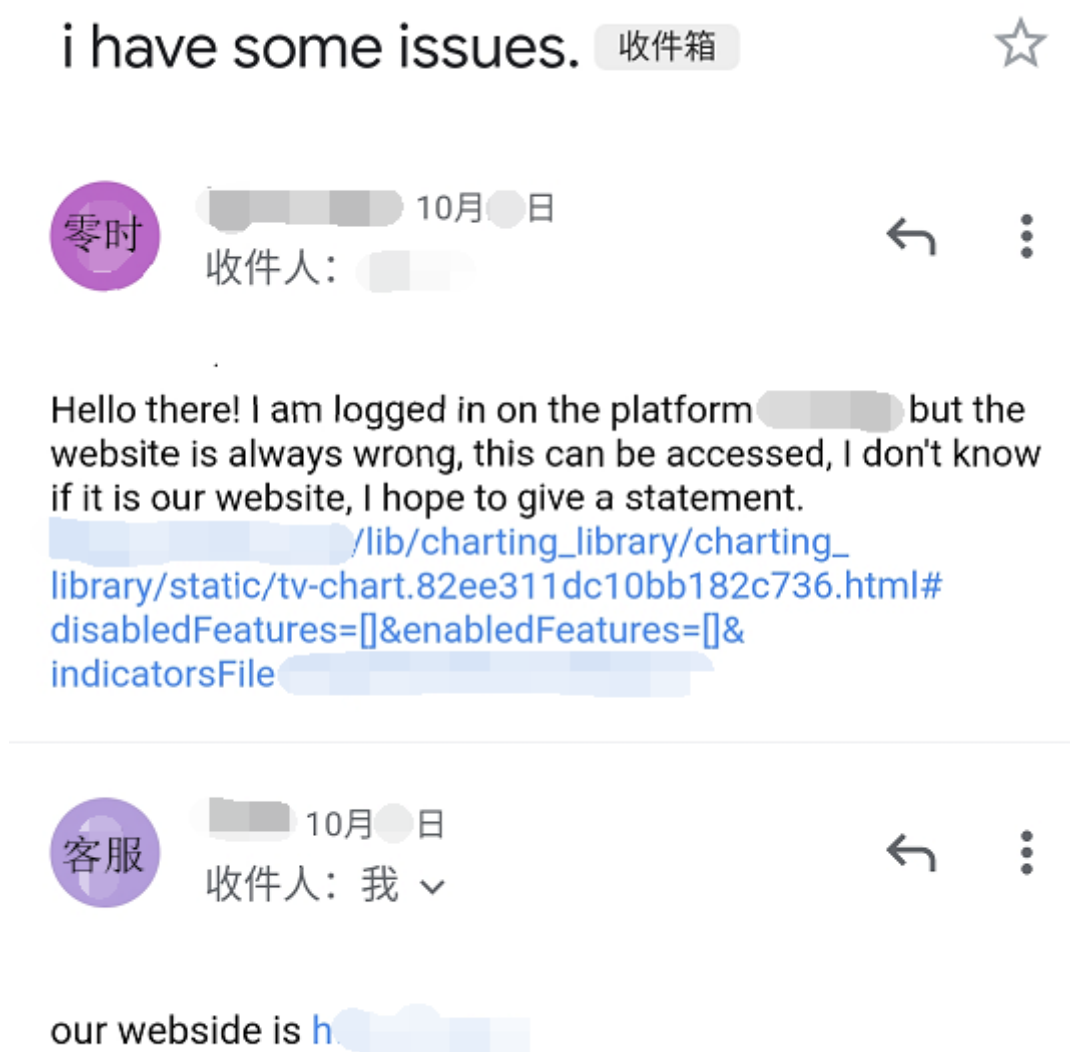 i have some issues. 收件箱
零时
10月 日
收件人：
Hello there! I am logged in on the platform but the
website is always wrong, this can be accessed, I don't know
if it is our website, I hope to give a statement.
/lib/charting_library/charting_
library/static/tv-chart.82ee311dc10bb182c736.html#
disabledFeatures=[]&enabledFeatures=[]&
indicatorsFile
客服
10月 日
收件人：我
our webside is h